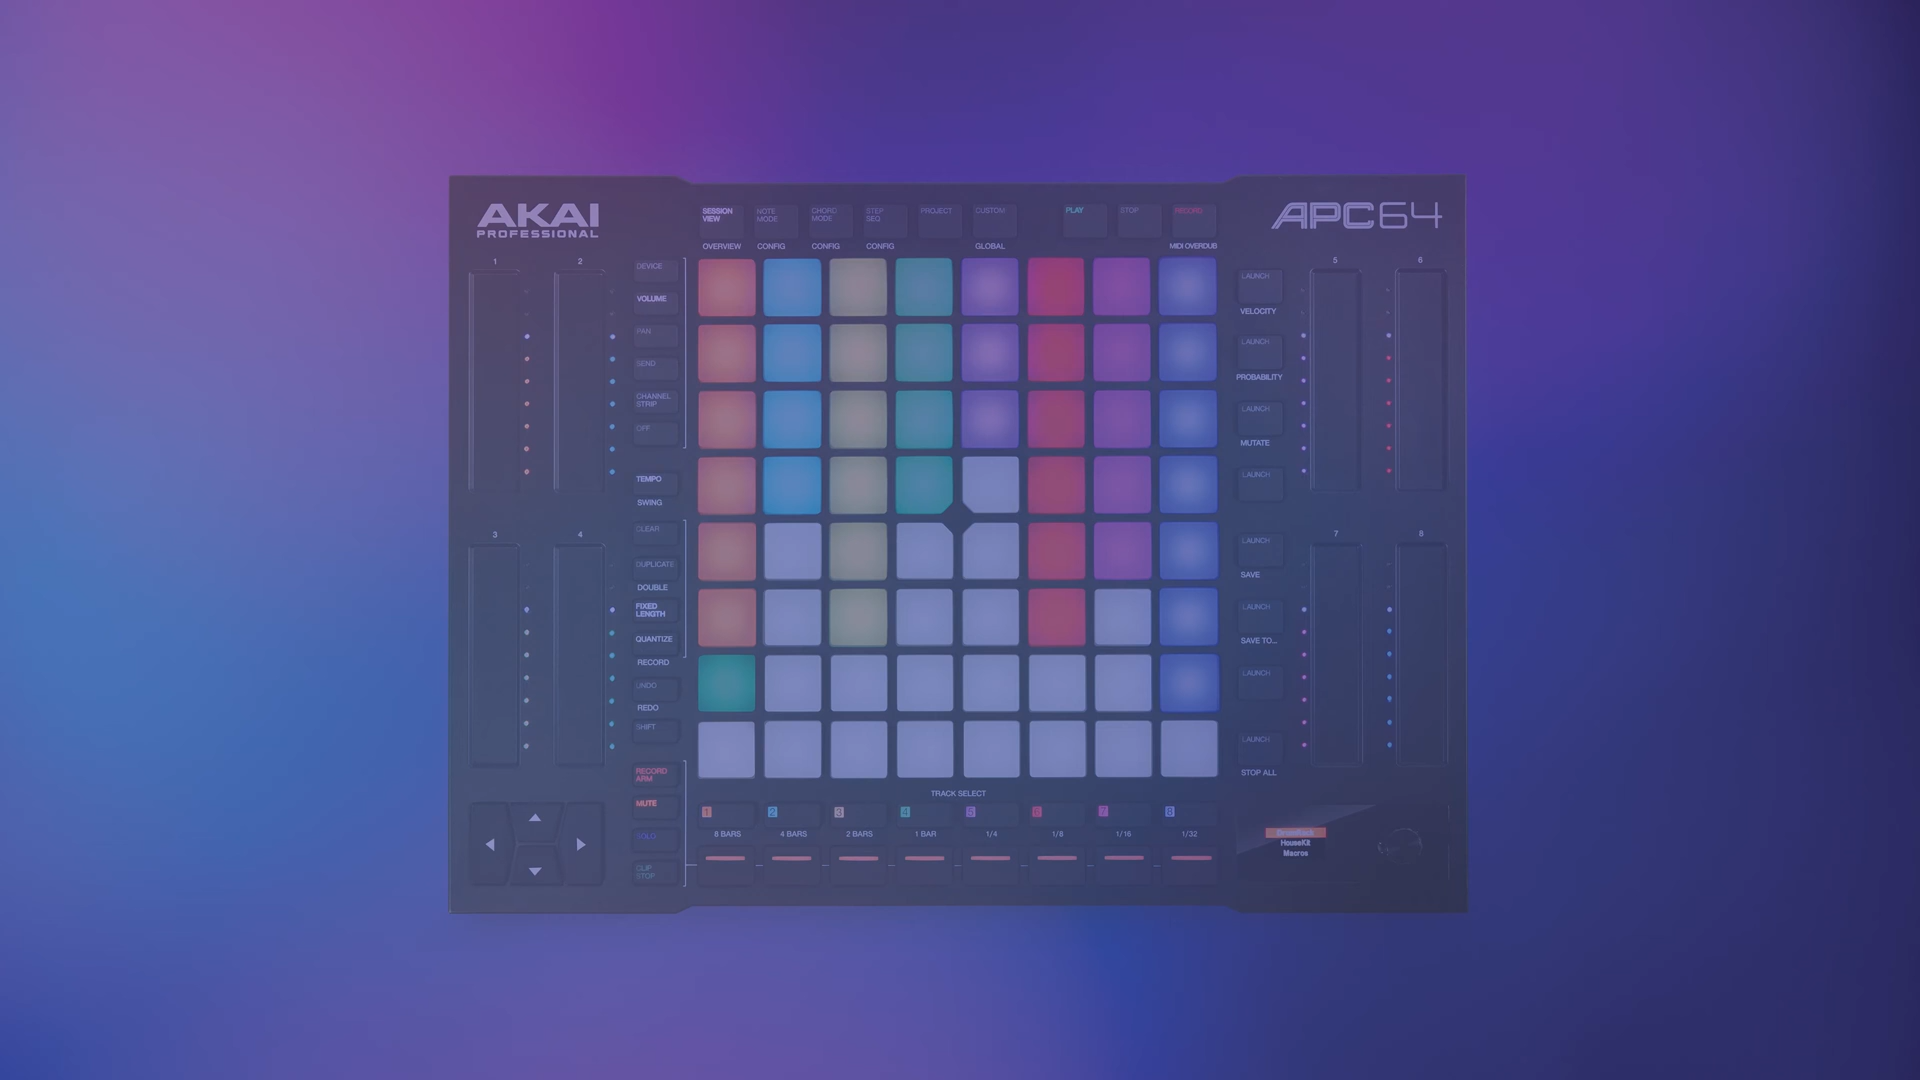 AKAI
PROFESSIONAL
APC64
SESSION
VIEW
NOTE
MODE
CHORD
MODE
STEP
SEQ
PROJECT
CUSTOM
PLAY
STOP
RECORD
OVERVIEW
CONFIG
CONFIG
CONFIG
GLOBAL
MIDI OVERDUB
1
2
3
4
DEVICE
VOLUME
PAN
SEND
CHANNEL
STRIP
OFF
TEMPO
SWING
CLEAR
DUPLICATE
DOUBLE
FIXED
LENGTH
QUANTIZE
RECORD
UNDO
REDO
SHIFT
RECORD
ARM
MUTE
SOLO
CLIP
STOP
TRACK SELECT
1
2
3
4
5
6
7
8
8 BARS
4 BARS
2 BARS
1 BAR
1/4
1/8
1/16
1/32
LAUNCH
VELOCITY
LAUNCH
PROBABILITY
LAUNCH
MUTATE
LAUNCH
LAUNCH
SAVE
LAUNCH
SAVE TO...
LAUNCH
LAUNCH
STOP ALL
5
6
7
8
DrumRack
HouseKit
Macros